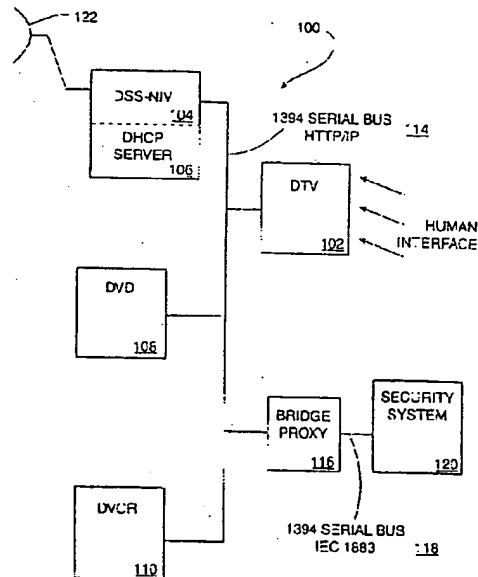 122
100
DSS-NIV
104
DHCP
SERVER
106
1394 SERIAL BUS
HTTP/IP 114
DTV
102
HUMAN
INTERFACE
DVD
108
BRIDGE
PROXY
116
SECURITY
SYSTEM
120
DVCR
110
1394 SERIAL BUS
IEC 1883 118